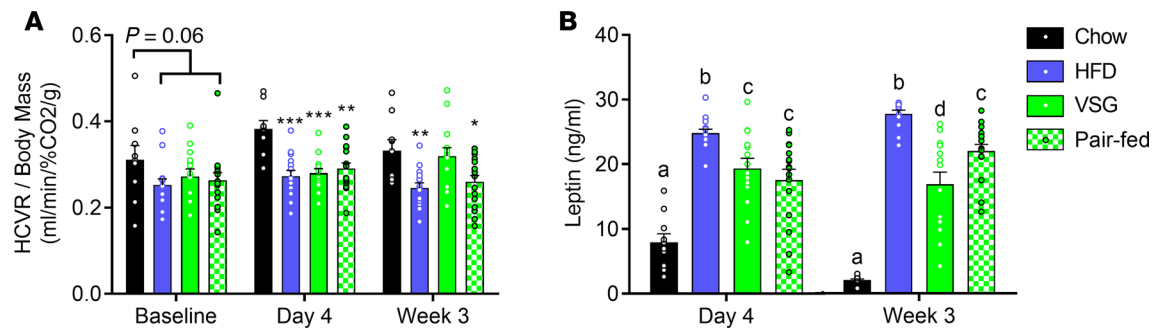 A
HCVR / Body Mass
(ml/min/%CO2/g)
0.6
0.4
0.2
0.0
P = 0.06
***
***
**
**
*
Baseline
Day 4
Week 3
B
Leptin (ng/ml)
40
30
20
10
0
a
b
c
c
a
b
d
c
Day 4
Week 3
Chow
HFD
VSG
Pair-fed